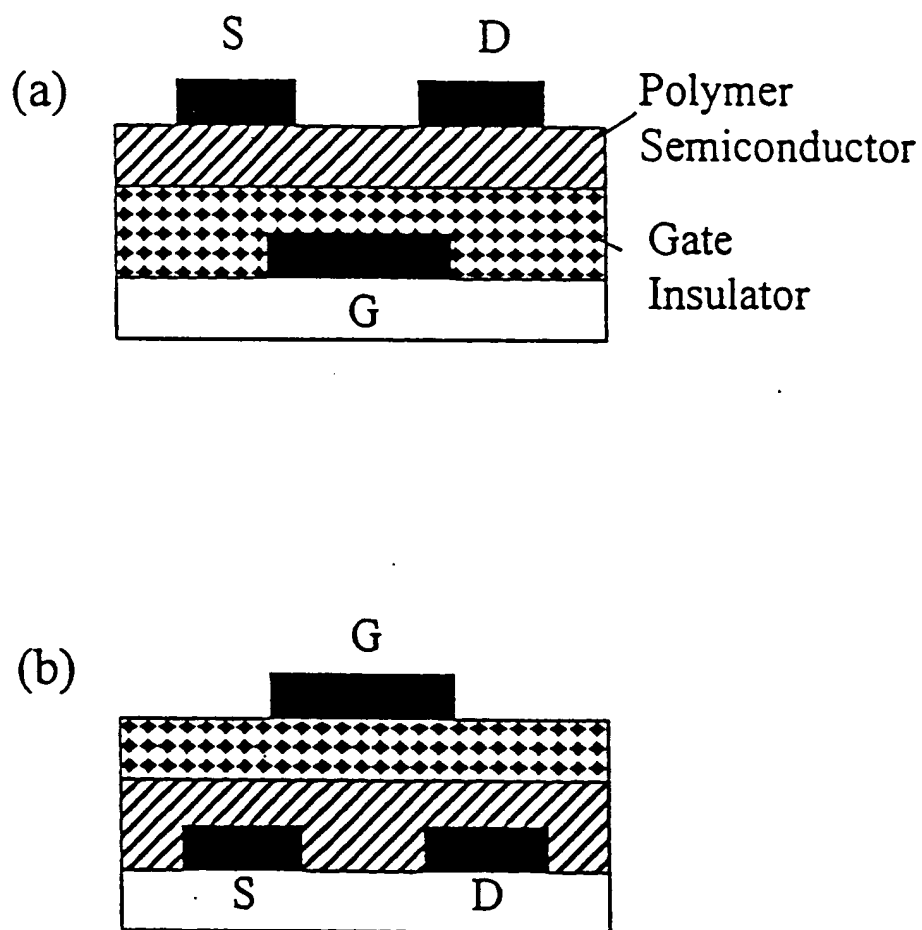 S D
(a)
Polymer
Semiconductor
Gate
Insulator
G
G
(b)
S D